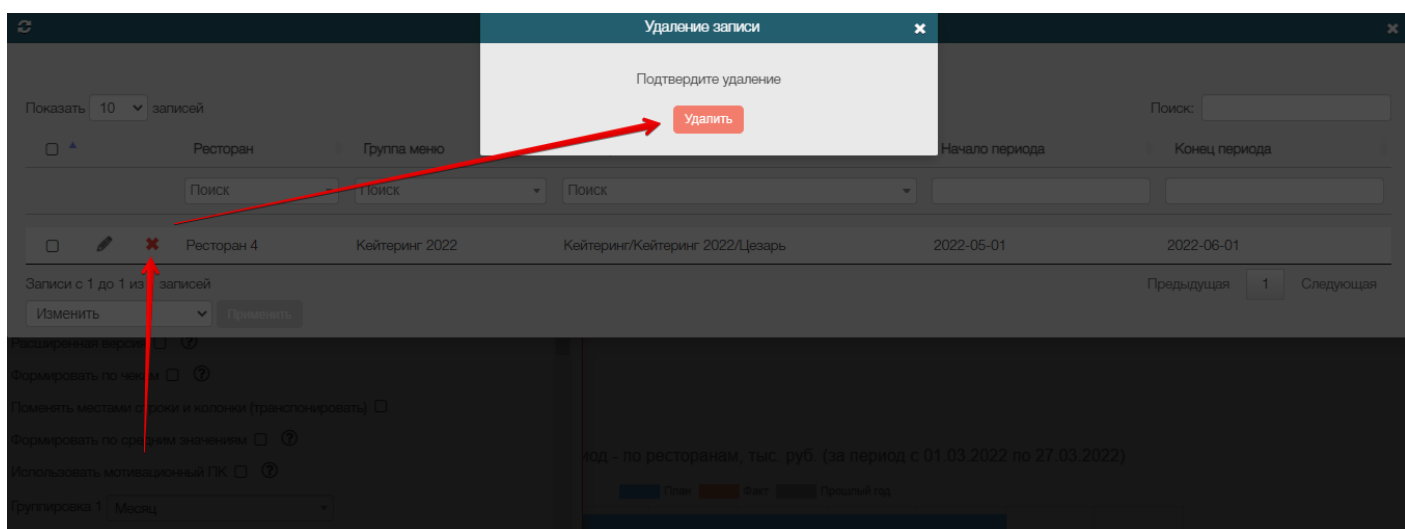 Удаление записи
Подтвердите удаление
Удалить
Показать 10 записей
Поиск:
Ресторан Группа меню Начало периода Конец периода
Поиск Поиск Поиск
Ресторан 4 Кейтеринг 2022 Кейтеринг/Кейтеринг 2022/Цезарь 2022-05-01 2022-06-01
Записи с 1 до 1 из записей
Предыдущая 1 Следующая
Изменить Применить
Расширенная версия
Формировать по чекам
Поменять местами строки и колонки (транспонировать)
Формировать по средним значениям
Использовать мотивационный ПК
Группировка 1 Месяц
иод - по ресторанам, тыс. руб. (за период с 01.03.2022 по 27.03.2022)
План Факт Прошлый год